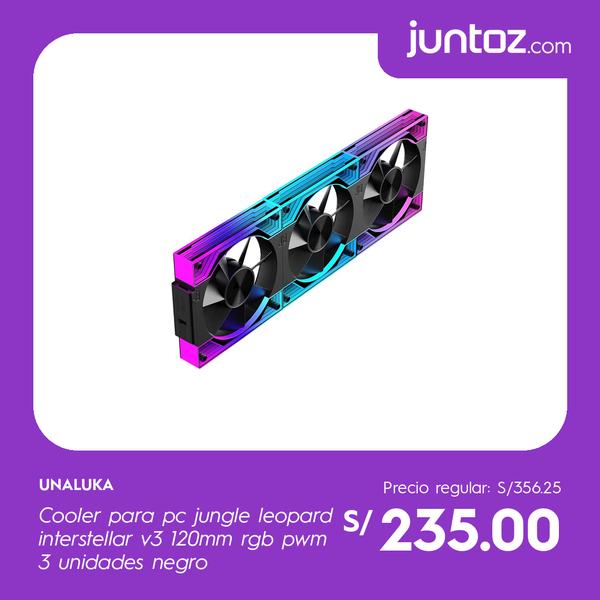 juntoz.com
UNALUKA
Cooler para pc jungle leopard
interstellar v3 120mm rgb pwm
3 unidades negro
Precio regular: S/356.25
S/ 235.00